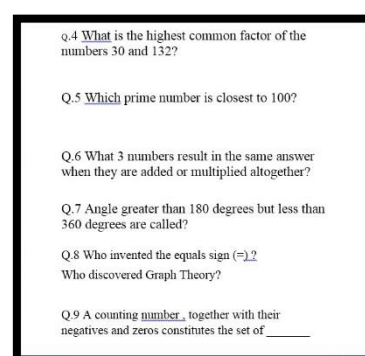 Q.4 What is the highest common factor of the
numbers 30 and 132?
Q.5 Which prime number is closest to 100?
Q.6 What 3 numbers result in the same answer
when they are added or multiplied altogether?
Q.7 Angle greater than 180 degrees but less than
360 degrees are called?
Q.8 Who invented the equals sign (=) ?
Who discovered Graph Theory?
Q.9 A counting number , together with their
negatives and zeros constitutes the set of _______